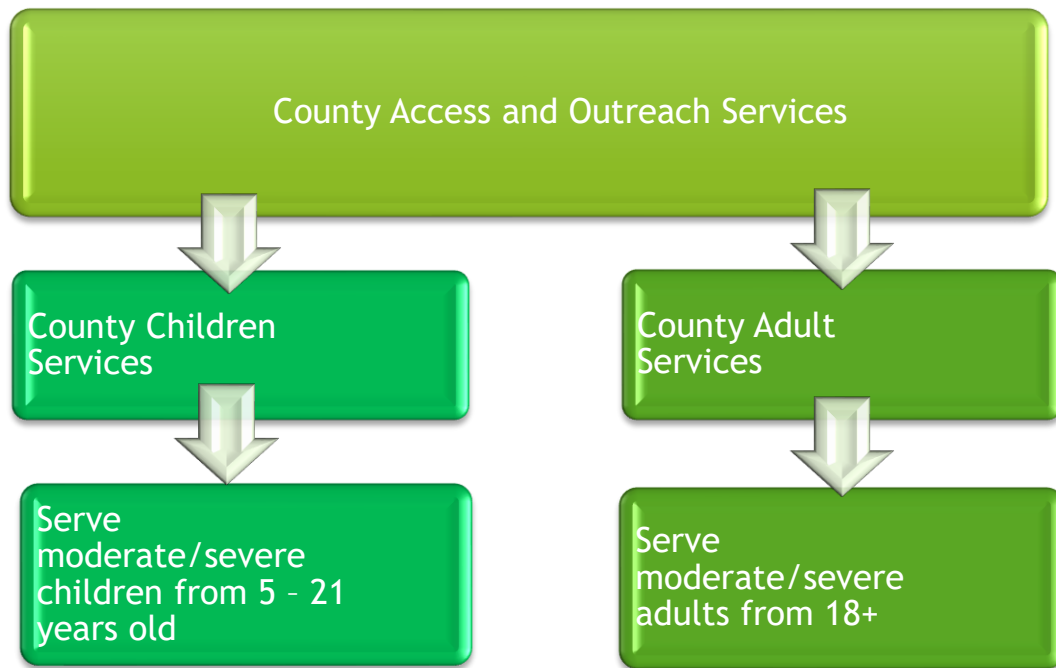 County Access and Outreach Services
County Children
Services
County Adult
Services
Serve
moderate/severe
children from 5 – 21
years old
Serve
moderate/severe
adults from 18+